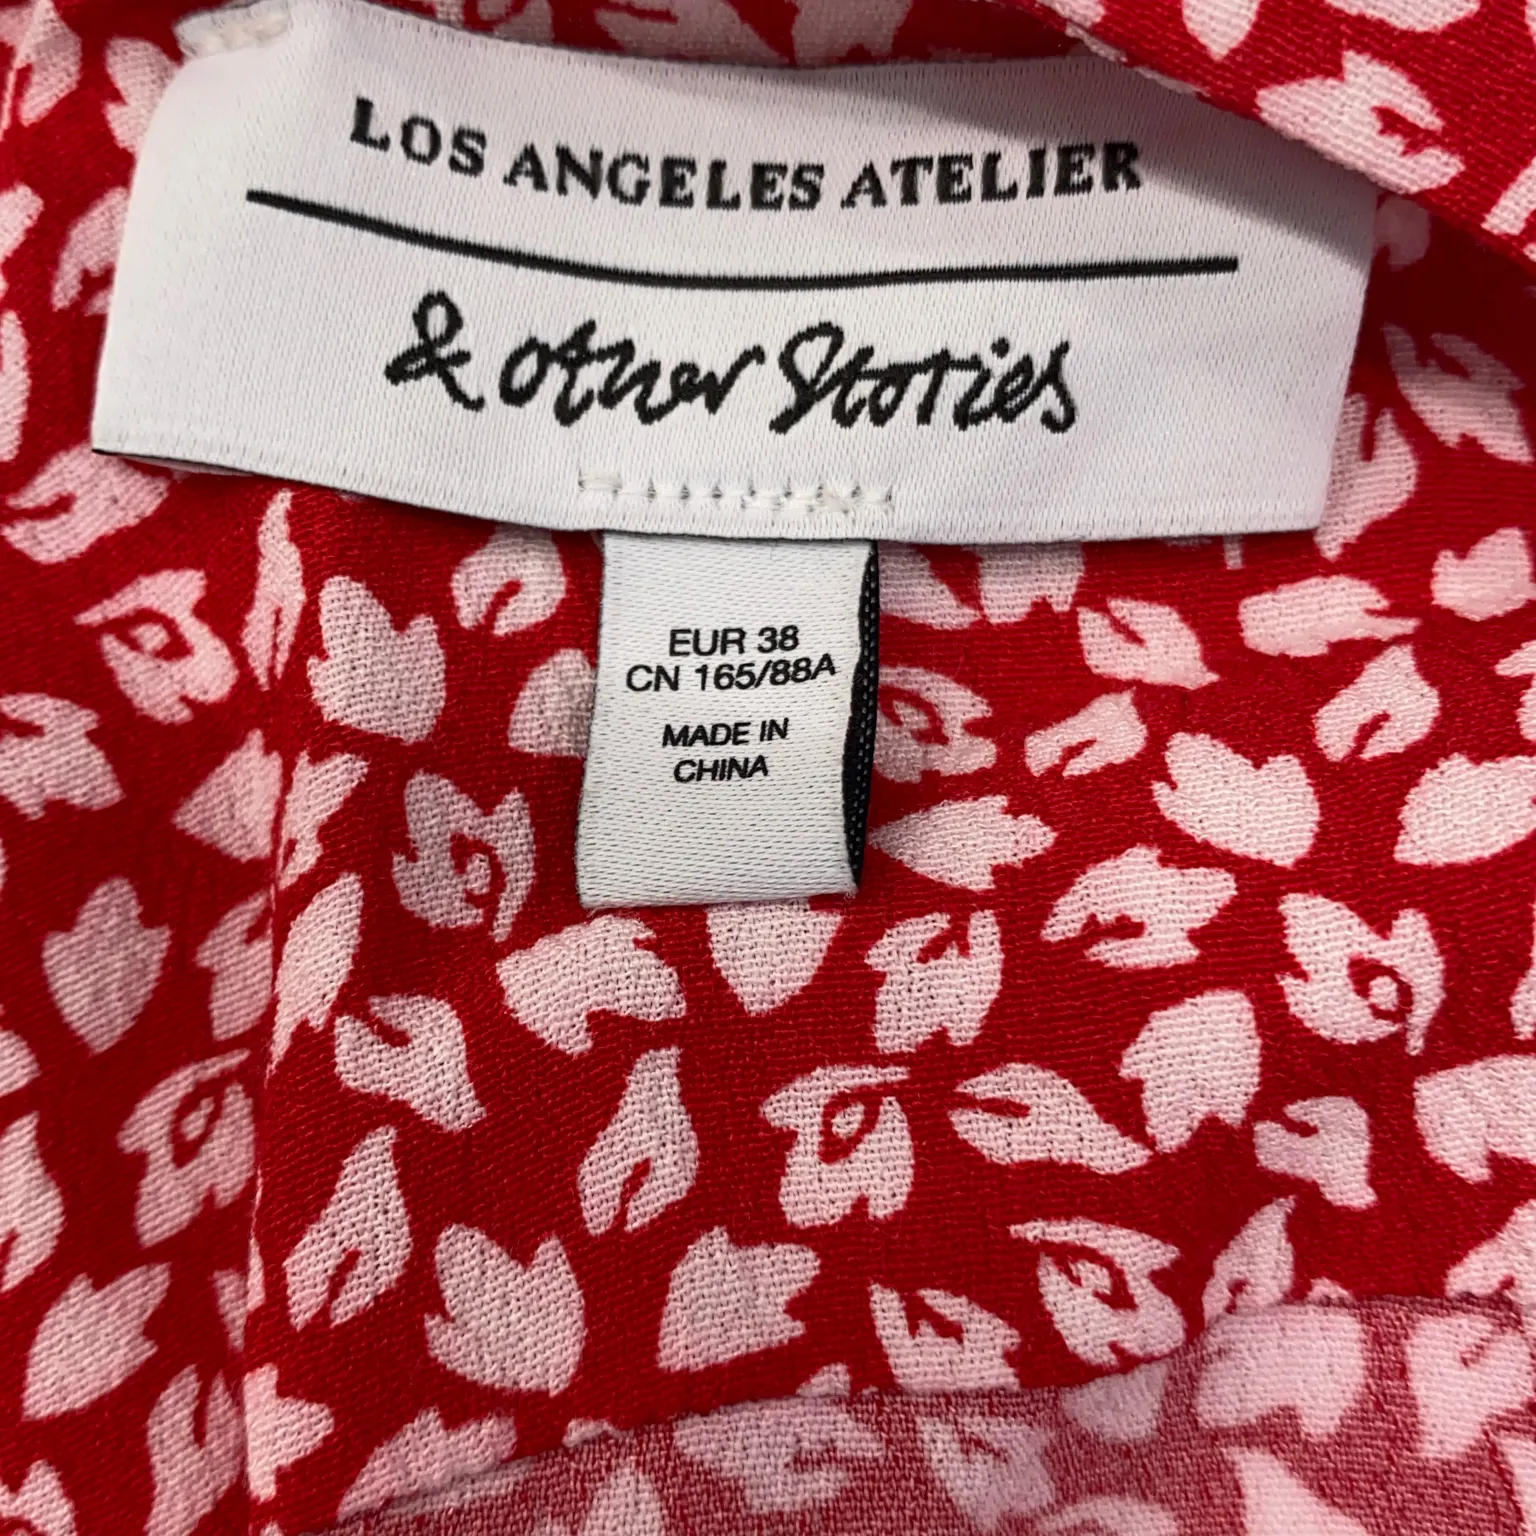 LOS ANGELES ATELIER
& other Stories
EUR 38
CN 165/88A
MADE IN
CHINA